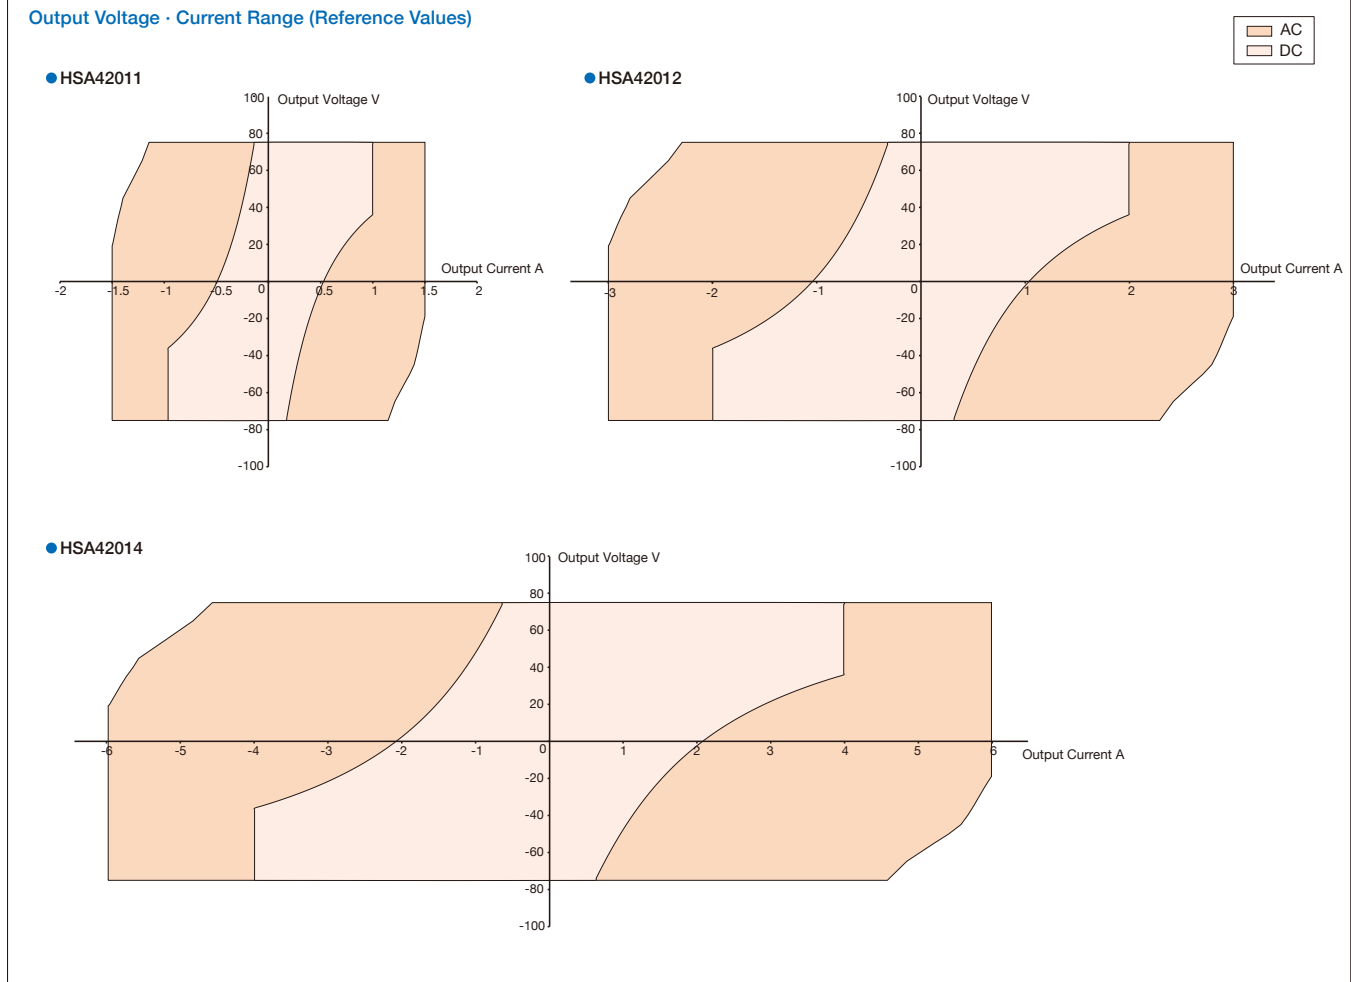 Output Voltage · Current Range (Reference Values)
AC
DC
HSA42011
Output Voltage V
100
80
60
40
20
Output Current A
-2 -1.5 -1 -0.5 0 0.5 1 1.5 2
-20
-40
-60
-80
-100
HSA42012
Output Voltage V
100
80
60
40
20
Output Current A
-3 -2 -1 0 1 2 3
-20
-40
-60
-80
-100
HSA42014
Output Voltage V
100
80
60
40
20
-6 -5 -4 -3 -2 -1 0 1 2 3 4 5 6
Output Current A
-20
-40
-60
-80
-100